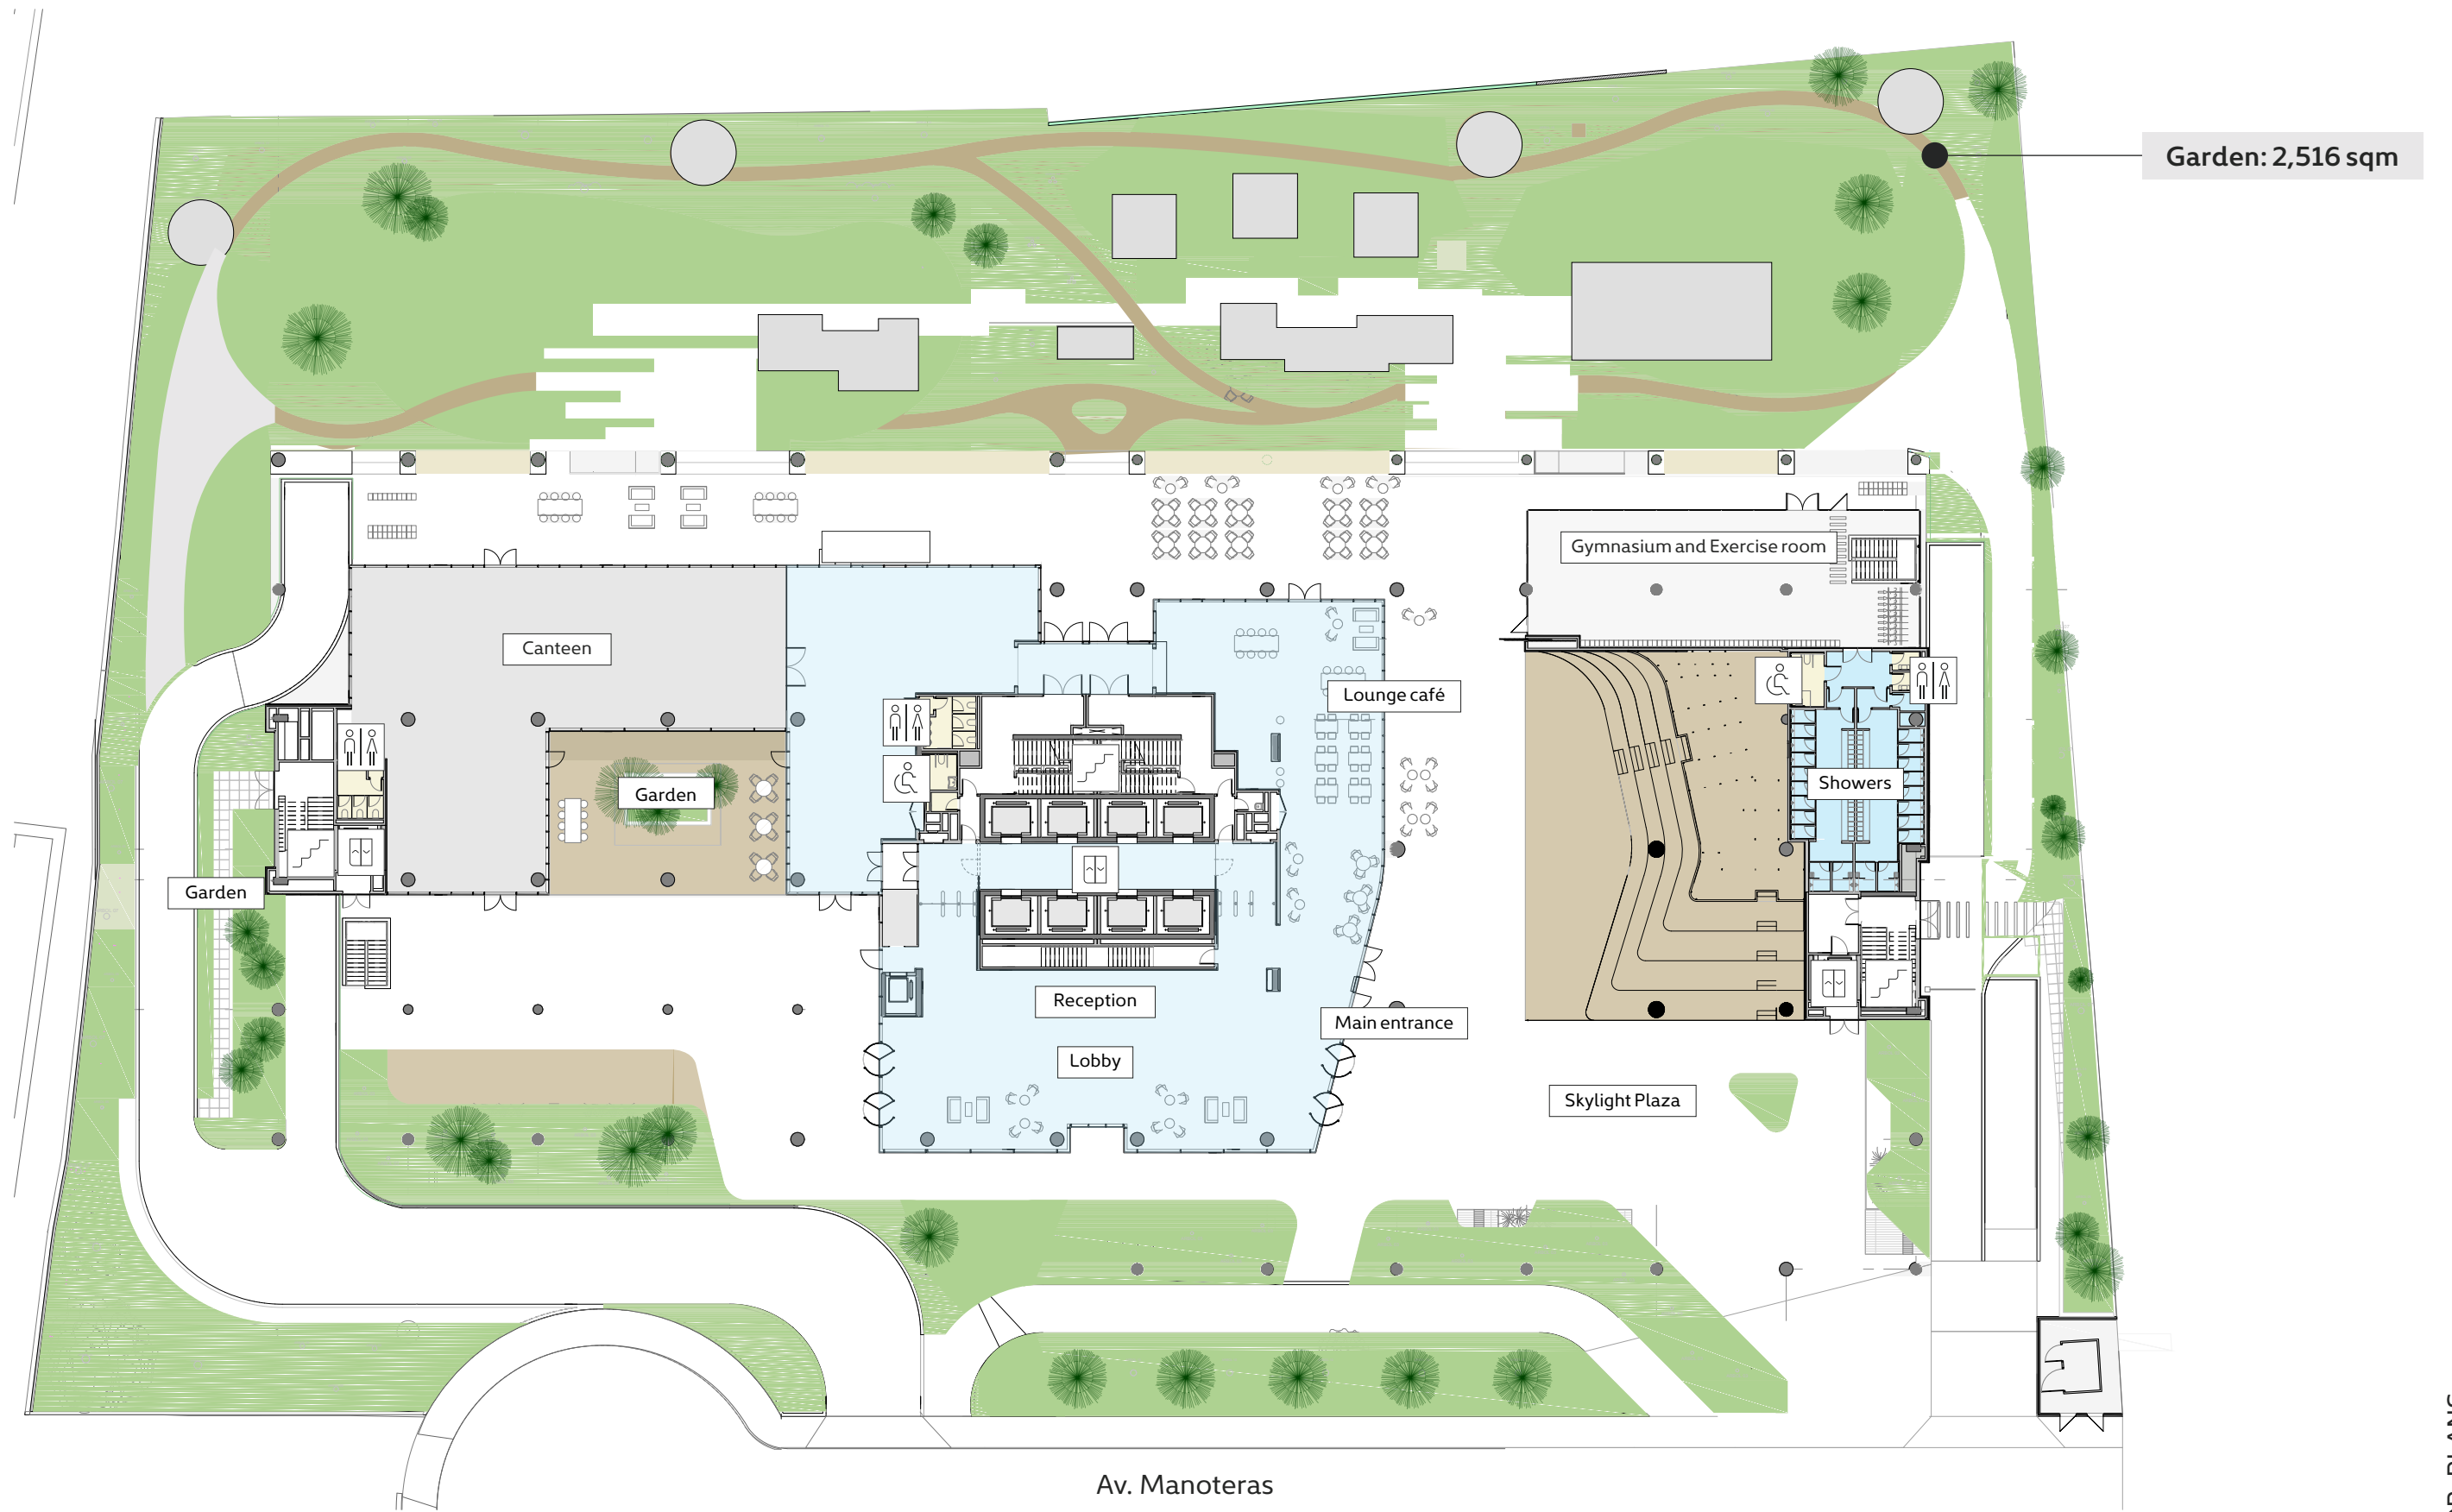 Garden: 2,516 sqm
Gymnasium and Exercise room
Canteen
Lounge café
Garden
Showers
Garden
Reception
Main entrance
Lobby
Skylight Plaza
Av. Manoteras